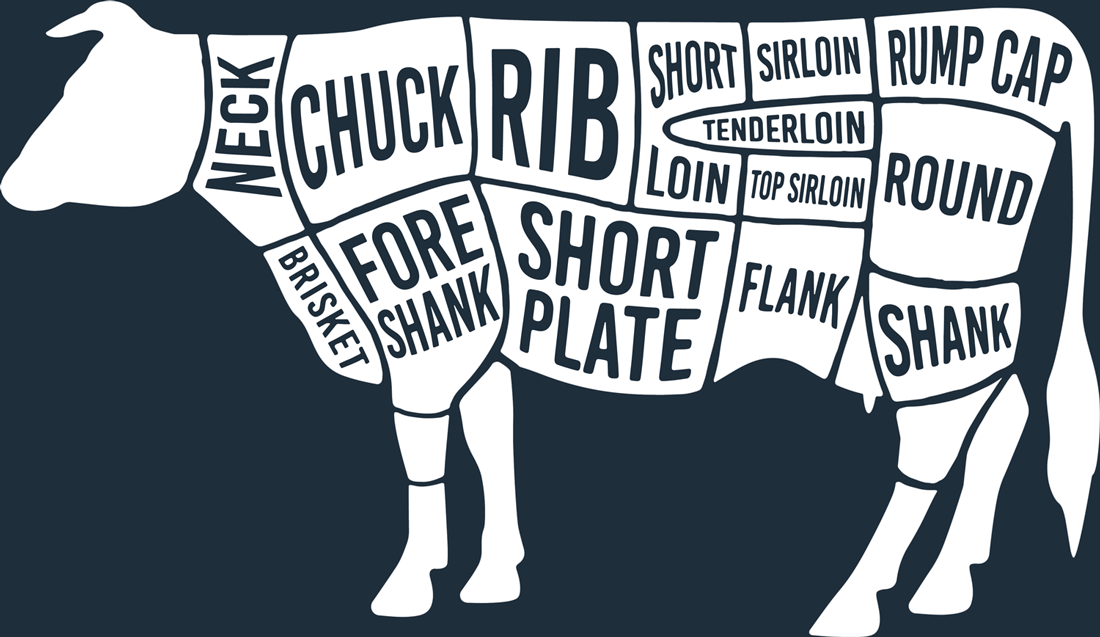 NECK
CHUCK
RIB
SHORT
LOIN
SIRLOIN
TENDERLOIN
TOP SIRLOIN
RUMP CAP
ROUND
BRISKET
FORE
SHANK
SHORT
PLATE
FLANK
SHANK